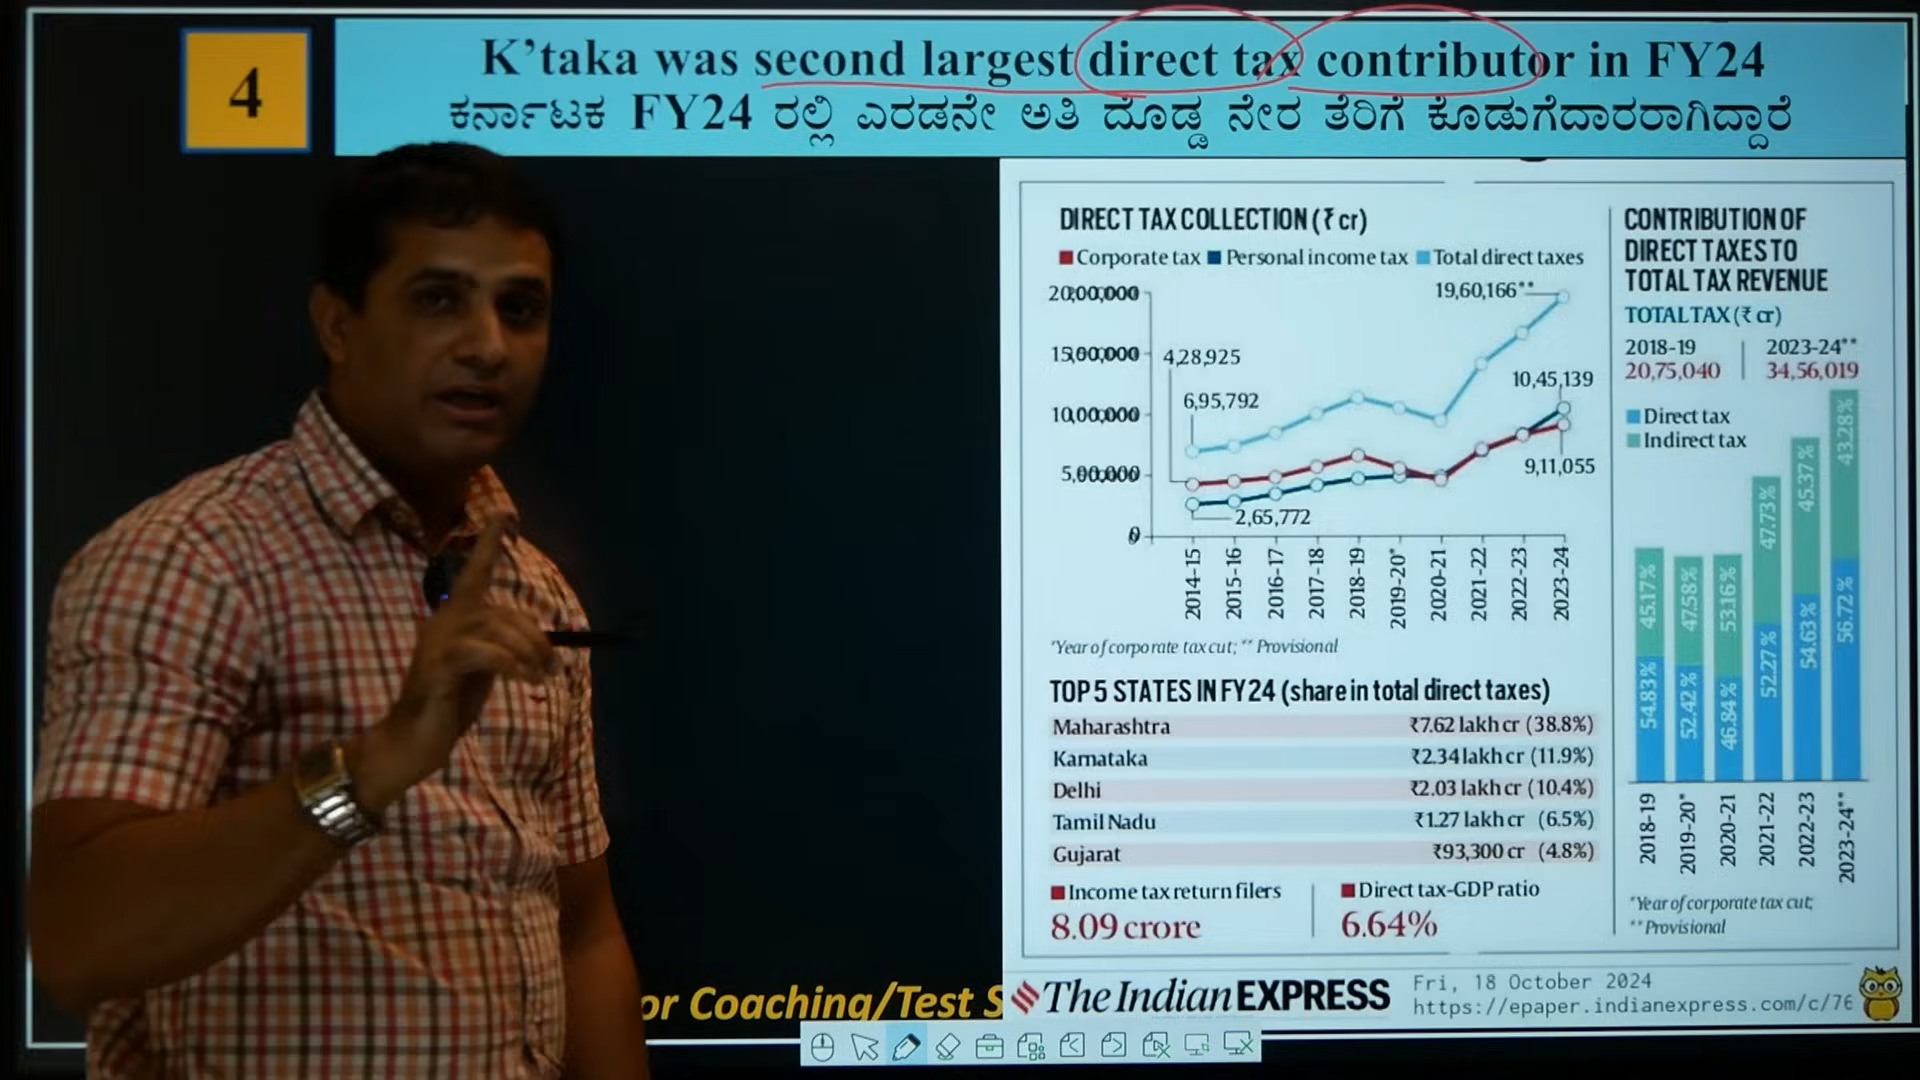 4
K'taka was second largest direct tax contributor in FY24
ಕರ್ನಾಟಕ FY24 ರಲ್ಲಿ ಎರಡನೇ ಅತಿ ದೊಡ್ಡ ನೇರ ತೆರಿಗೆ ಕೊಡುಗೆದಾರರಾಗಿದ್ದಾರೆ
DIRECT TAX COLLECTION (₹ cr)
Corporate tax Personal income tax Total direct taxes
20,00,000
15,00,000
10,00,000
5,00,000
0
19,60,166**
4,28,925
6,95,792
10,45,139
9,11,055
2,65,772
2014-15
2015-16
2016-17
2017-18
2018-19
2019-20*
2020-21
2021-22
2022-23
2023-24
*Year of corporate tax cut; ** Provisional
TOP 5 STATES IN FY24 (share in total direct taxes)
Maharashtra ₹7.62 lakh cr (38.8%)
Karnataka ₹2.34 lakh cr (11.9%)
Delhi ₹2.03 lakh cr (10.4%)
Tamil Nadu ₹1.27 lakh cr (6.5%)
Gujarat ₹93,300 cr (4.8%)
Income tax return filers
8.09 crore
Direct tax-GDP ratio
6.64%
CONTRIBUTION OF
DIRECT TAXES TO
TOTAL TAX REVENUE
TOTAL TAX (₹ cr)
2018-19 2023-24**
20,75,040 34,56,019
Direct tax
Indirect tax
45.17%
47.58%
53.16%
47.73%
45.37%
43.28%
54.83%
52.42%
46.84%
52.27%
54.63%
56.72%
2018-19
2019-20*
2020-21
2021-22
2022-23
2023-24**
*Year of corporate tax cut;
**Provisional
or Coaching/Test S
The Indian EXPRESS
Fri, 18 October 2024
https://epaper.indianexpress.com/c/76